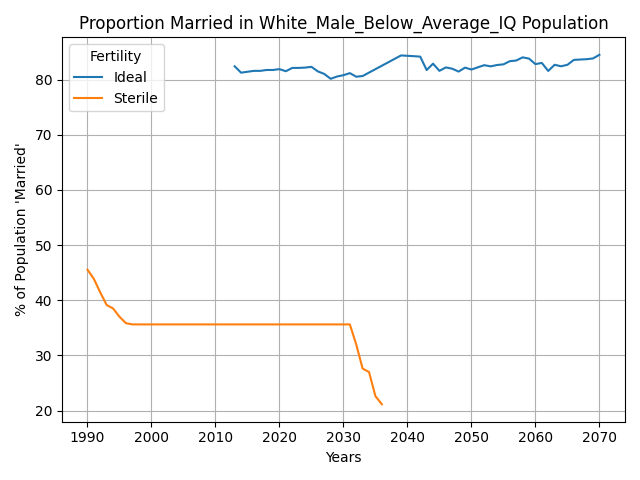 Proportion Married in White_Male_Below_Average_IQ Population
Fertility
Ideal
Sterile
% of Population 'Married'
80
70
60
50
40
30
20
1990 2000 2010 2020 2030 2040 2050 2060 2070
Years